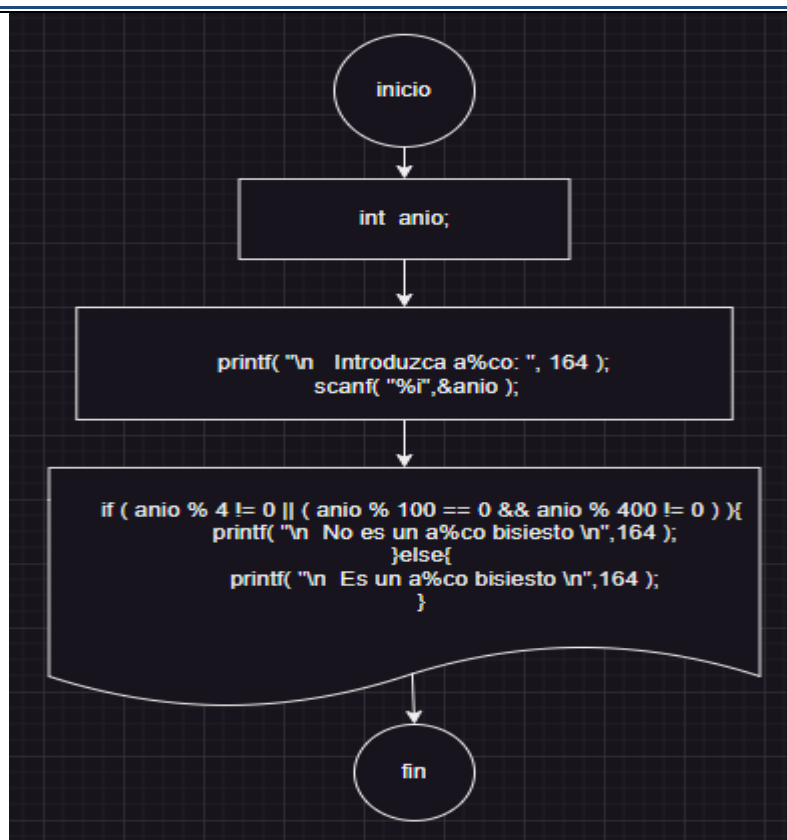 inicio
int anio;
printf( "\n Introduzca a%co: ", 164 );
scanf( "%i",&anio );
if ( anio % 4 != 0 || ( anio % 100 == 0 && anio % 400 != 0 ) ){
printf( "\n No es un a%co bisiesto \n",164 );
}else{
printf( "\n Es un a%co bisiesto \n",164 );
}
fin